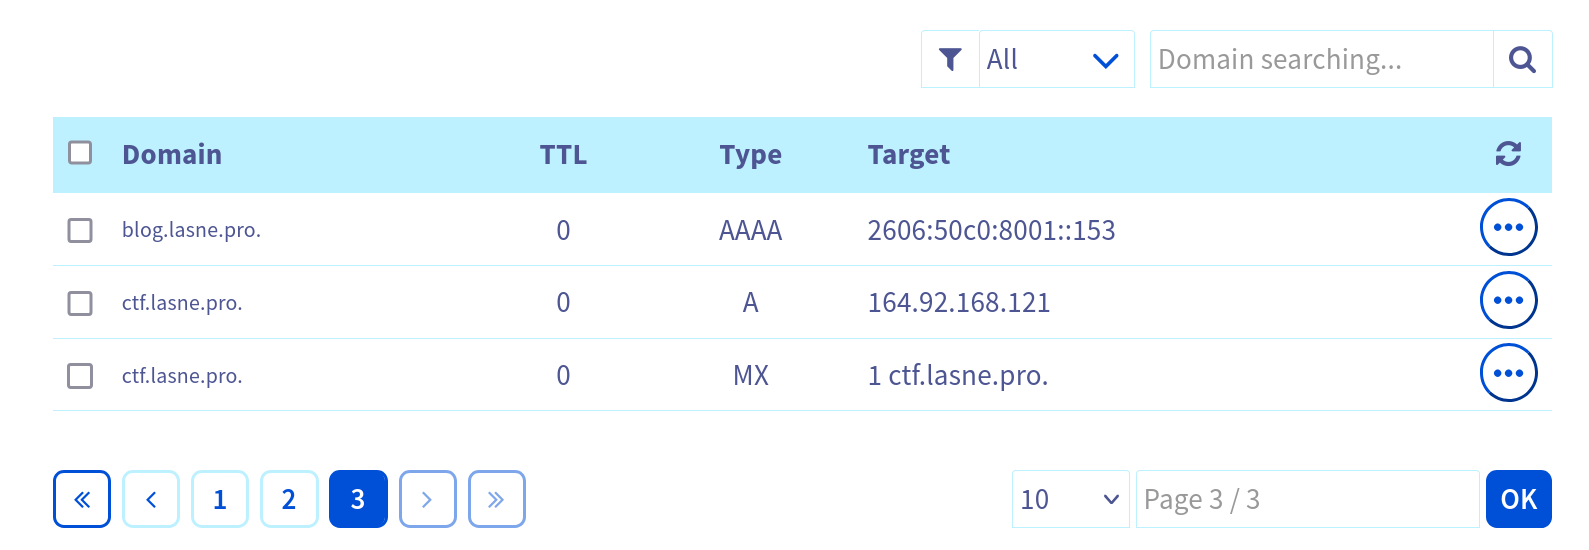 All Domain searching...
Domain TTL Type Target
blog.lasne.pro. 0 AAAA 2606:50c0:8001::153
ctf.lasne.pro. 0 A 164.92.168.121
ctf.lasne.pro. 0 MX 1 ctf.lasne.pro.
« ‹ 1 2 3 › » 10 Page 3 / 3 OK